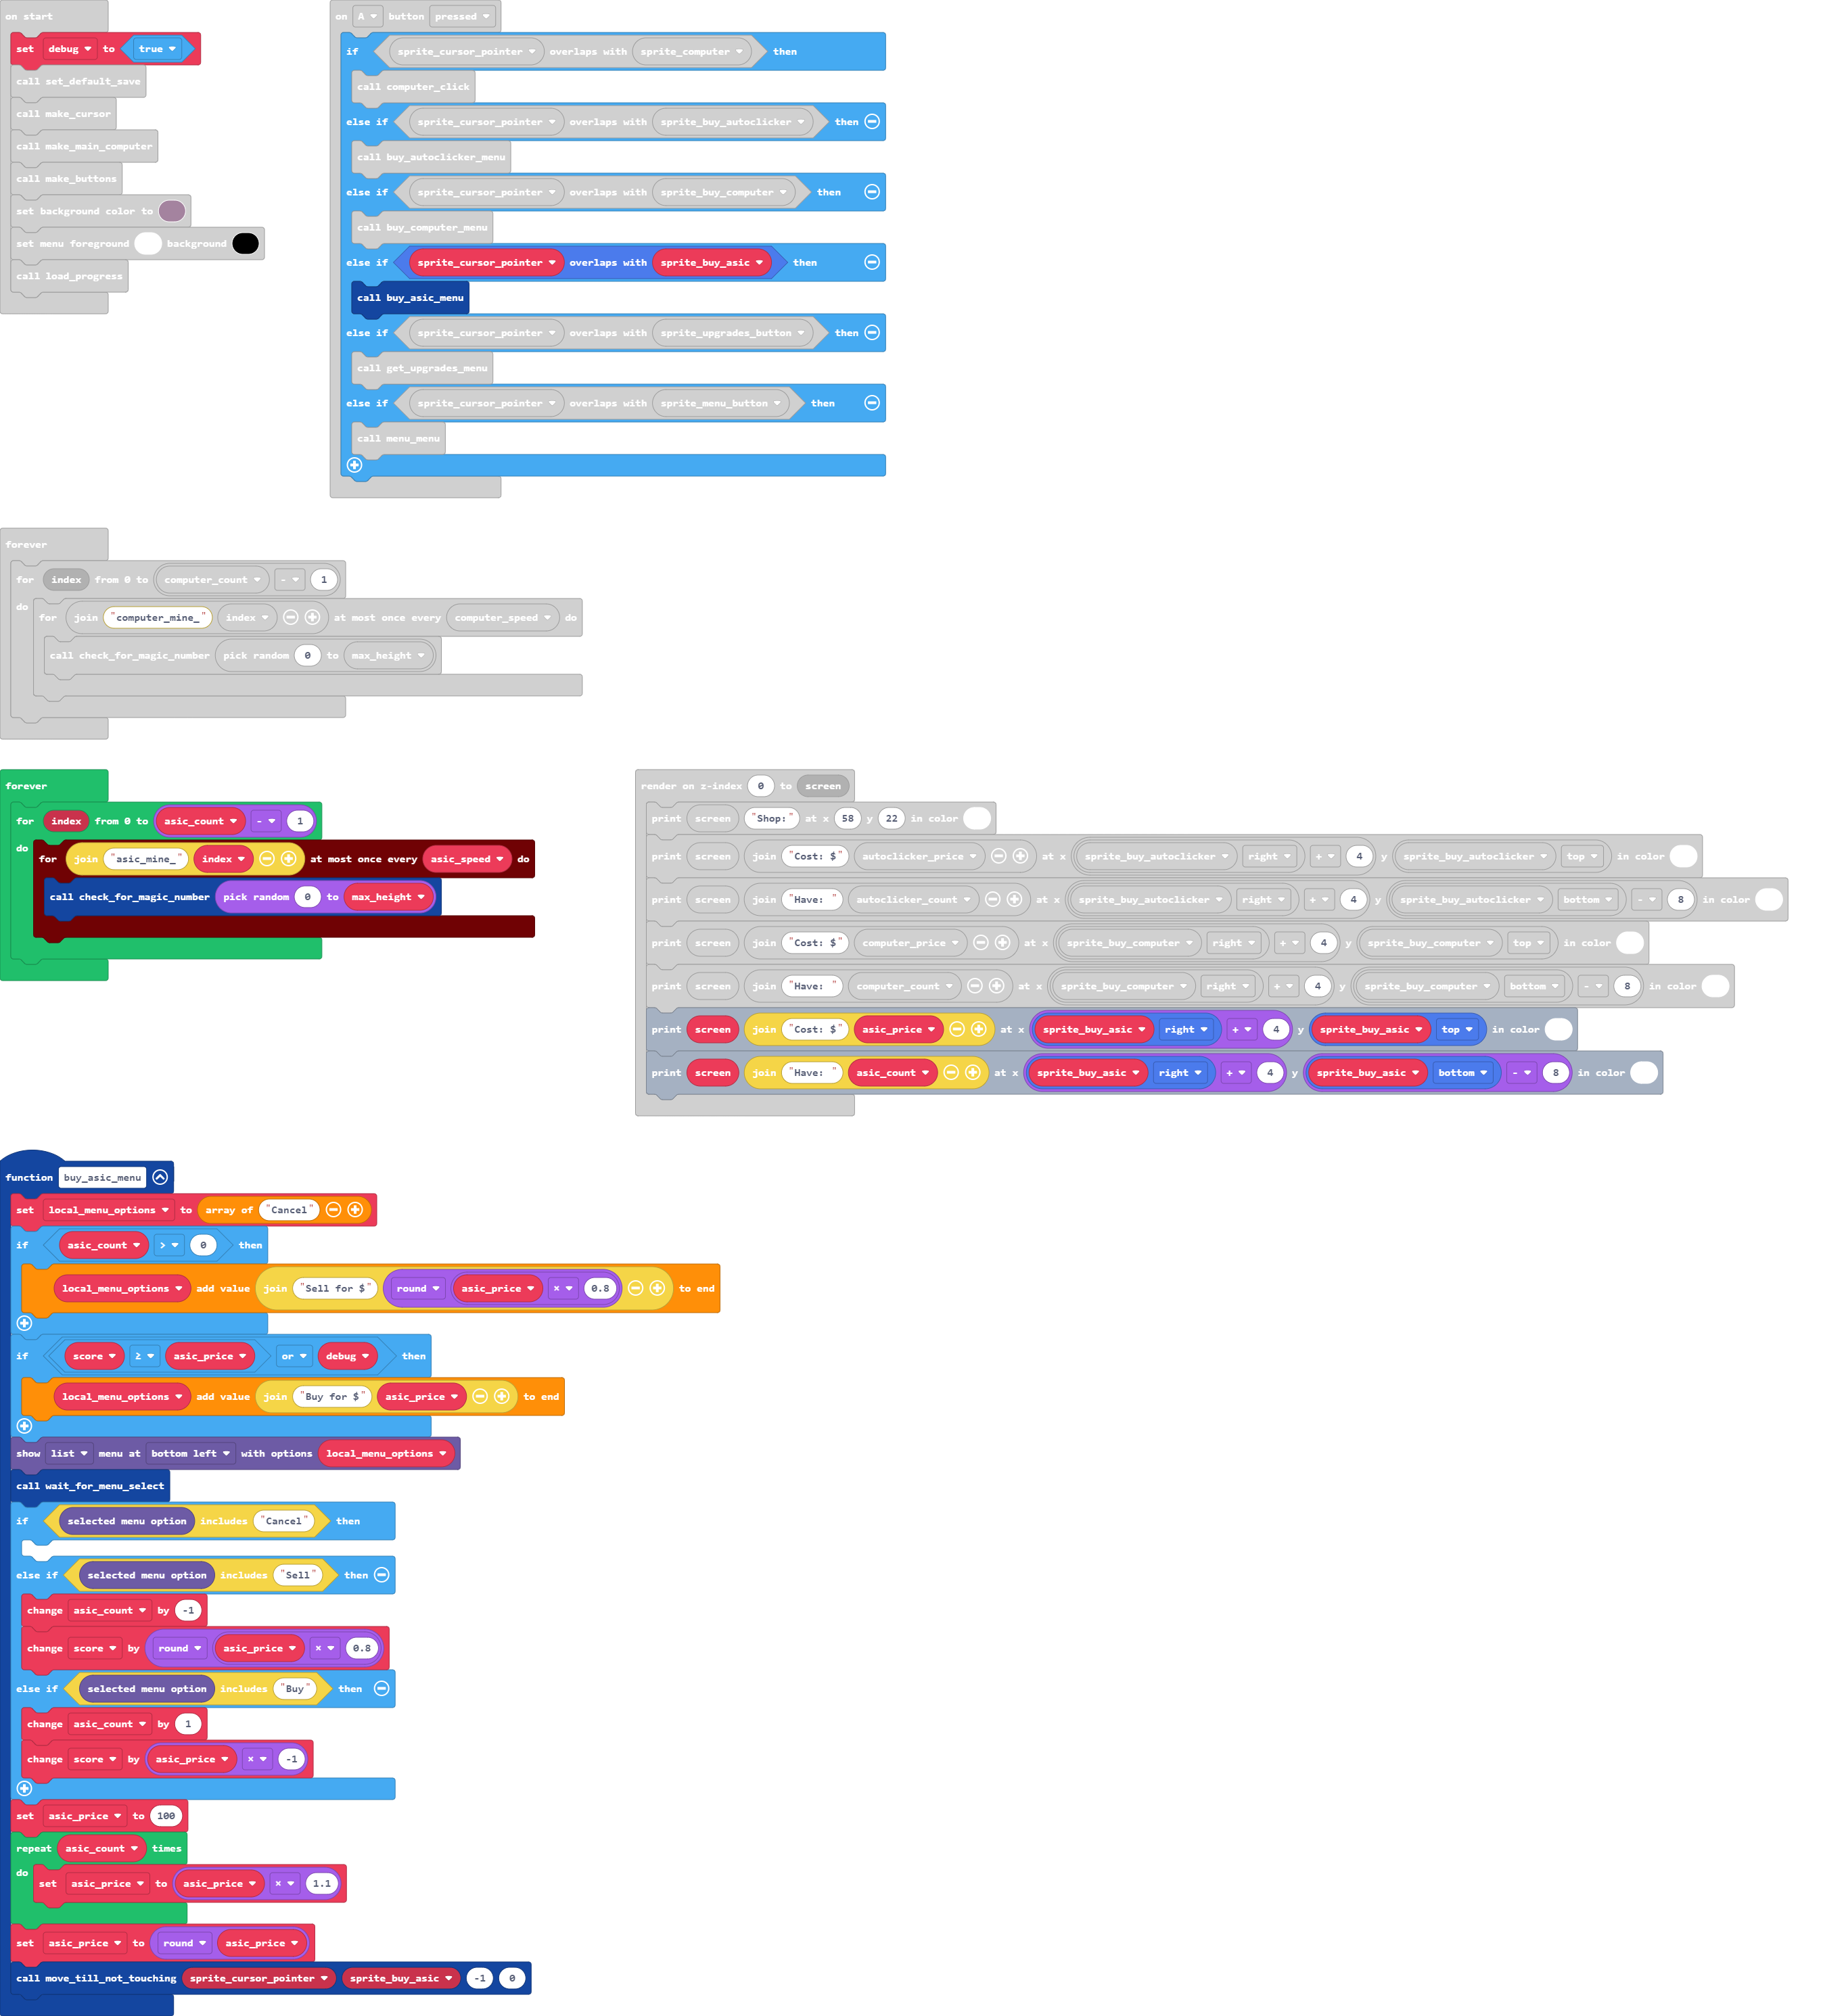 on start
set debug to true
call set_default_save
call make_cursor
call make_main_computer
call make_buttons
set background color to
set menu foreground background
call load_progress
on A button pressed
if sprite_cursor_pointer overlaps with sprite_computer then
call computer_click
else if sprite_cursor_pointer overlaps with sprite_buy_autoclicker then
call buy_autoclicker_menu
else if sprite_cursor_pointer overlaps with sprite_buy_computer then
call buy_computer_menu
else if sprite_cursor_pointer overlaps with sprite_buy_asic then
call buy_asic_menu
else if sprite_cursor_pointer overlaps with sprite_upgrades_button then
call get_upgrades_menu
else if sprite_cursor_pointer overlaps with sprite_menu_button then
call menu_menu
forever
for index from 0 to computer_count - 1
do
for join "computer_mine_" index at most once every computer_speed do
call check_for_magic_number pick random 0 to max_height
forever
for index from 0 to asic_count - 1
do
for join "asic_mine_" index at most once every asic_speed do
call check_for_magic_number pick random 0 to max_height
render on z-index 0 to screen
print screen "Shop:" at x 58 y 22 in color
print screen join "Cost: $" autoclicker_price at x sprite_buy_autoclicker right + 4 y sprite_buy_autoclicker top in color
print screen join "Have: " autoclicker_count at x sprite_buy_autoclicker right + 4 y sprite_buy_autoclicker bottom - 8 in color
print screen join "Cost: $" computer_price at x sprite_buy_computer right + 4 y sprite_buy_computer top in color
print screen join "Have: " computer_count at x sprite_buy_computer right + 4 y sprite_buy_computer bottom - 8 in color
print screen join "Cost: $" asic_price at x sprite_buy_asic right + 4 y sprite_buy_asic top in color
print screen join "Have: " asic_count at x sprite_buy_asic right + 4 y sprite_buy_asic bottom - 8 in color
function buy_asic_menu
set local_menu_options to array of "Cancel"
if asic_count > 0 then
local_menu_options add value join "Sell for $" round asic_price × 0.8 to end
if score ≥ asic_price or debug then
local_menu_options add value join "Buy for $" asic_price to end
show list menu at bottom left with options local_menu_options
call wait_for_menu_select
if selected menu option includes "Cancel" then
else if selected menu option includes "Sell" then
change asic_count by -1
change score by round asic_price × 0.8
else if selected menu option includes "Buy" then
change asic_count by 1
change score by asic_price × -1
set asic_price to 100
repeat asic_count times
do
set asic_price to asic_price × 1.1
set asic_price to round asic_price
call move_till_not_touching sprite_cursor_pointer sprite_buy_asic -1 0